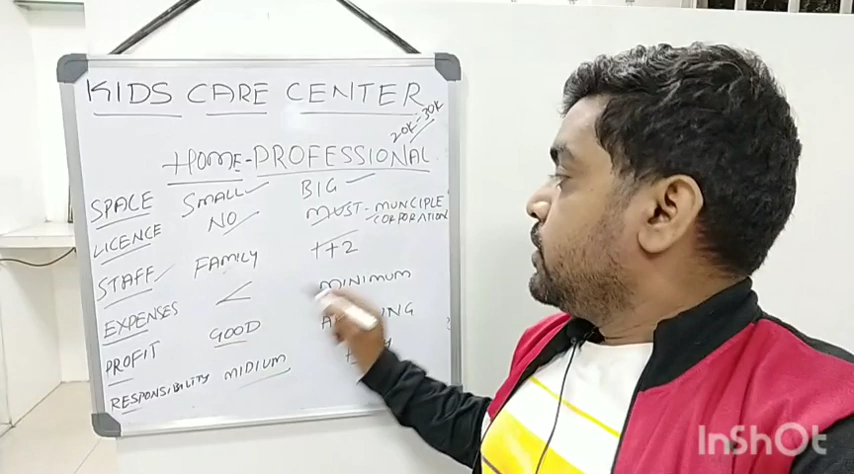 KIDS CARE CENTER
20K-30K
HOME-PROFESSIONAL
SPACE SMALL BIG
LICENCE NO MUST - MUNCIPLE CORPORATION
STAFF FAMILY 1+2
EXPENSES < MINIMUM
PROFIT GOOD
RESPONSIBILITY MIDIUM
InShOt